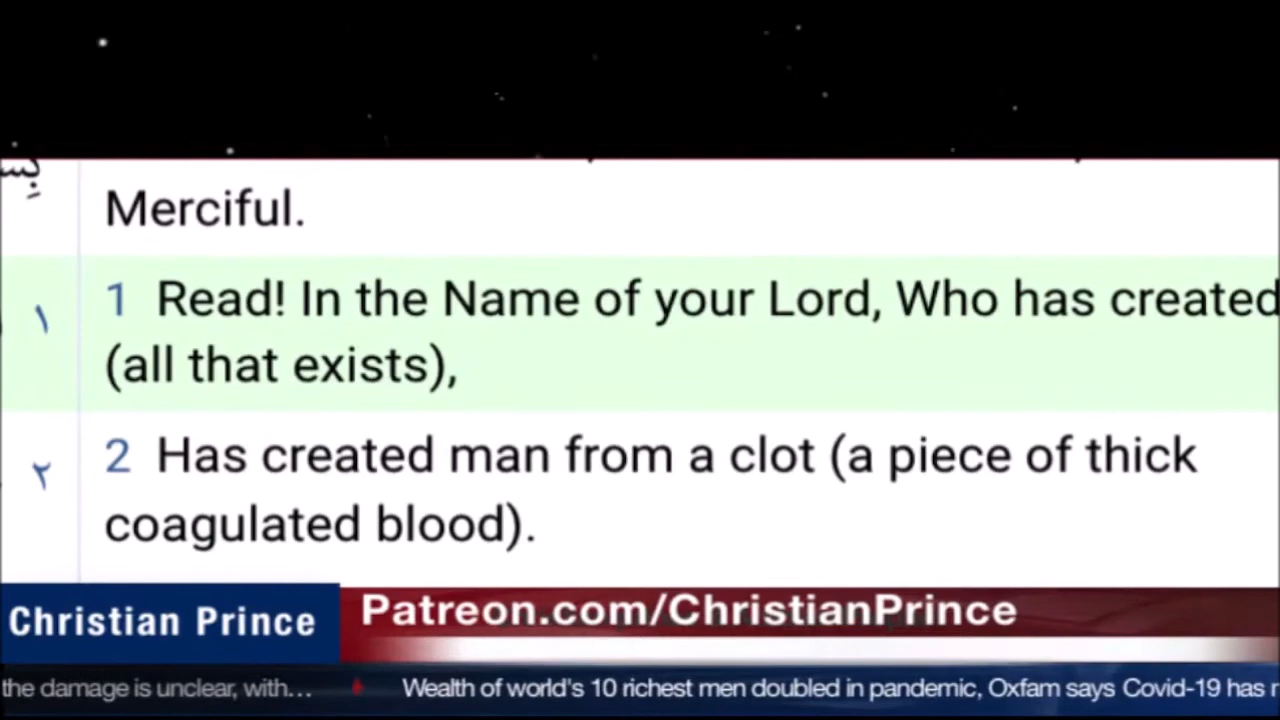 Merciful.
١
1 Read! In the Name of your Lord, Who has created
(all that exists),
٢
2 Has created man from a clot (a piece of thick
coagulated blood).
Christian Prince
Patreon.com/ChristianPrince
the damage is unclear, with...
Wealth of world's 10 richest men doubled in pandemic, Oxfam says Covid-19 has